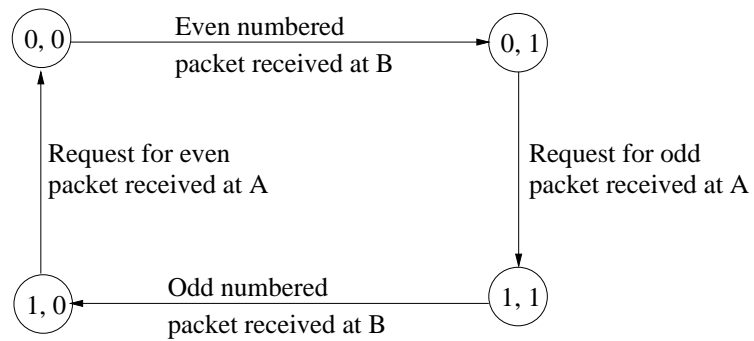 0, 0
Even numbered
packet received at B
0, 1
Request for even
packet received at A
Request for odd
packet received at A
1, 0
Odd numbered
packet received at B
1, 1